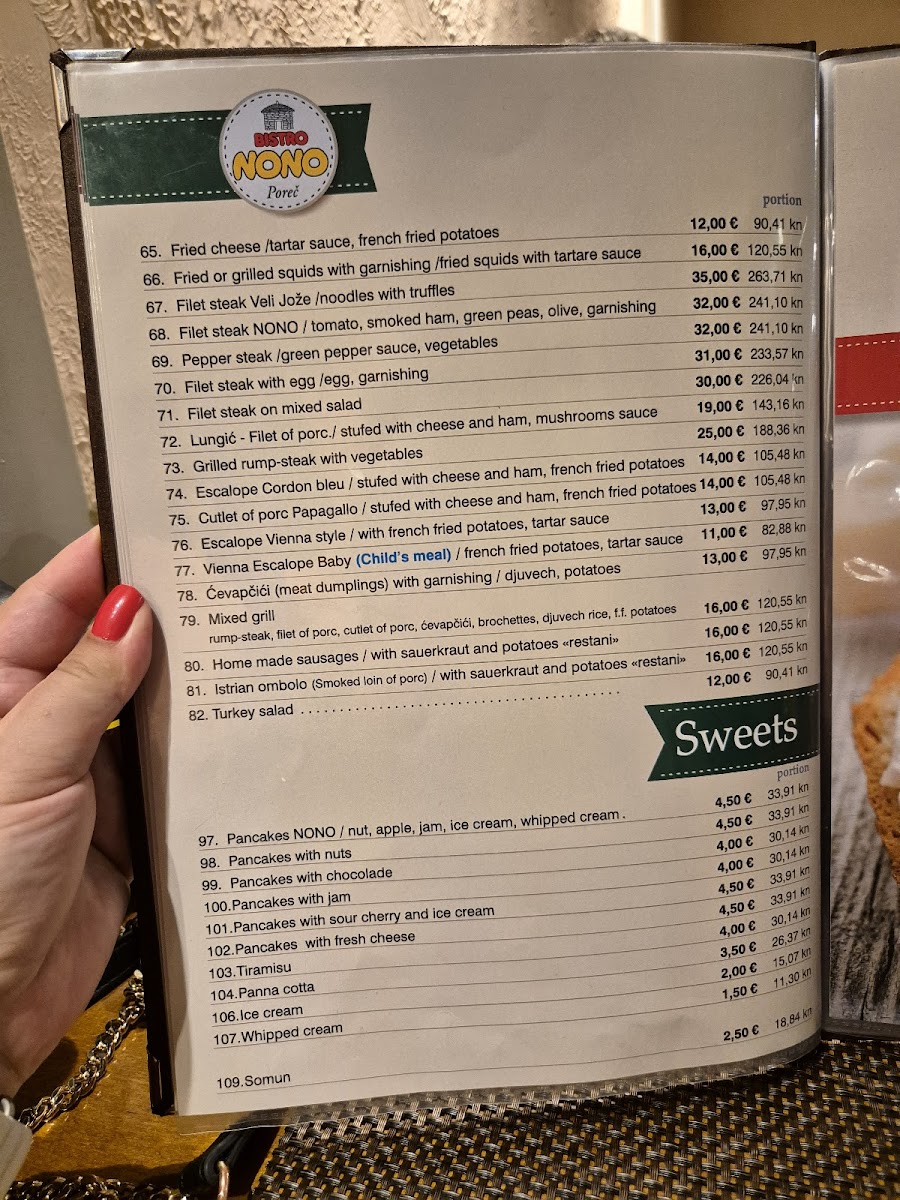 BISTRO
NONO
Poreč
portion
65. Fried cheese /tartar sauce, french fried potatoes 12,00 € 90,41 kn
66. Fried or grilled squids with garnishing /fried squids with tartare sauce 16,00 € 120,55 kn
67. Filet steak Veli Jože /noodles with truffles 35,00 € 263,71 kn
68. Filet steak NONO / tomato, smoked ham, green peas, olive, garnishing 32,00 € 241,10 kn
69. Pepper steak /green pepper sauce, vegetables 32,00 € 241,10 kn
70. Filet steak with egg /egg, garnishing 31,00 € 233,57 kn
71. Filet steak on mixed salad 30,00 € 226,04 kn
72. Lungić - Filet of porc./ stufed with cheese and ham, mushrooms sauce 19,00 € 143,16 kn
73. Grilled rump-steak with vegetables 25,00 € 188,36 kn
74. Escalope Cordon bleu / stufed with cheese and ham, french fried potatoes 14,00 € 105,48 kn
75. Cutlet of porc Papagallo / stufed with cheese and ham, french fried potatoes 14,00 € 105,48 kn
76. Escalope Vienna style / with french fried potatoes, tartar sauce 13,00 € 97,95 kn
77. Vienna Escalope Baby (Child's meal) / french fried potatoes, tartar sauce 11,00 € 82,88 kn
78. Ćevapčići (meat dumplings) with garnishing / djuvech, potatoes 13,00 € 97,95 kn
79. Mixed grill
rump-steak, filet of porc, cutlet of porc, ćevapčići, brochettes, djuvech rice, f.f. potatoes 16,00 € 120,55 kn
80. Home made sausages / with sauerkraut and potatoes «restani» 16,00 € 120,55 kn
81. Istrian ombolo (Smoked loin of porc) / with sauerkraut and potatoes «restani» 16,00 € 120,55 kn
82. Turkey salad ........................................ 12,00 € 90,41 kn
Sweets
portion
97. Pancakes NONO / nut, apple, jam, ice cream, whipped cream . 4,50 € 33,91 kn
98. Pancakes with nuts 4,50 € 33,91 kn
99. Pancakes with chocolade 4,00 € 30,14 kn
100.Pancakes with jam 4,00 € 30,14 kn
101.Pancakes with sour cherry and ice cream 4,50 € 33,91 kn
102.Pancakes with fresh cheese 4,50 € 33,91 kn
103.Tiramisu 4,00 € 30,14 kn
104.Panna cotta 3,50 € 26,37 kn
106.Ice cream 2,00 € 15,07 kn
107.Whipped cream 1,50 € 11,30 kn
109.Somun 2,50 € 18,84 kn